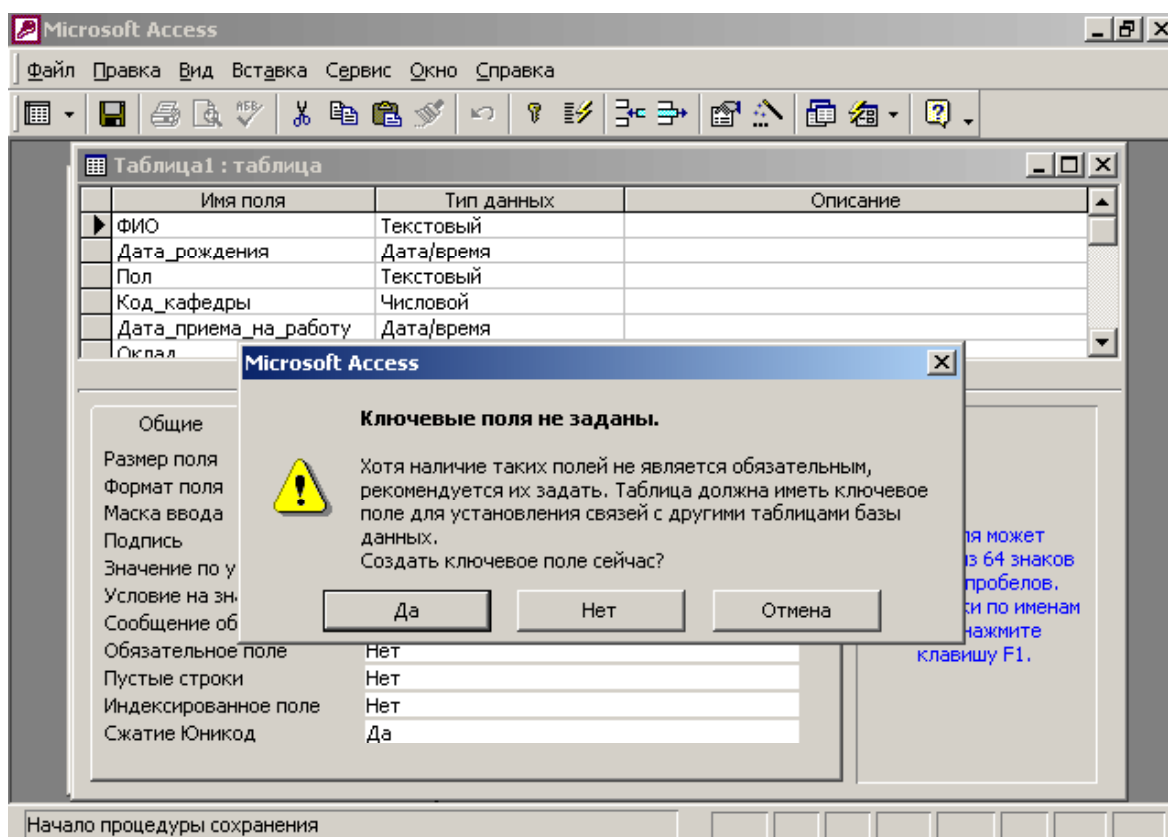 Microsoft Access
Файл Правка Вид Вставка Сервис Окно Справка
Таблица1 : таблица
Имя поля Тип данных Описание
ФИО Текстовый
Дата_рождения Дата/время
Пол Текстовый
Код_кафедры Числовой
Дата_приема_на_работу Дата/время
Оклад
Microsoft Access
Ключевые поля не заданы.
Хотя наличие таких полей не является обязательным,
рекомендуется их задать. Таблица должна иметь ключевое
поле для установления связей с другими таблицами базы
данных.
Создать ключевое поле сейчас?
Да Нет Отмена
Общие
Размер поля
Формат поля
Маска ввода
Подпись
Значение по у
Условие на зн
Сообщение об
Обязательное поле Нет
Пустые строки Нет
Индексированное поле Нет
Сжатие Юникод Да
ля может
из 64 знаков
пробелов.
ки по именам
нажмите
клавишу F1.
Начало процедуры сохранения